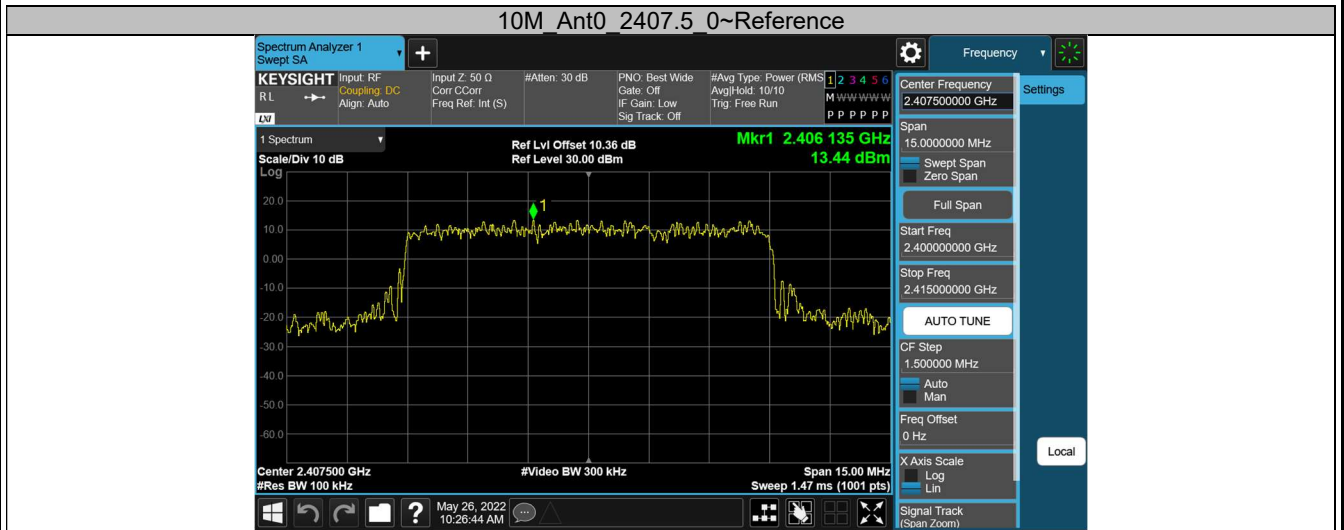 10M_Ant0_2407.5_0~Reference
Spectrum Analyzer 1
Swept SA
Frequency
KEYSIGHT
RL
LXI
Input: RF
Coupling: DC
Align: Auto
Input Z: 50 Ω
Corr CCorr
Freq Ref: Int (S)
#Atten: 30 dB
PNO: Best Wide
Gate: Off
IF Gain: Low
Sig Track: Off
#Avg Type: Power (RMS
Avg|Hold: 10/10
Trig: Free Run
1 2 3 4 5 6
M W W W W W
P P P P P P
1 Spectrum
Scale/Div 10 dB
Log
Ref Lvl Offset 10.36 dB
Ref Level 30.00 dBm
Mkr1 2.406 135 GHz
13.44 dBm
1
20.0
10.0
0.00
-10.0
-20.0
-30.0
-40.0
-50.0
-60.0
Center 2.407500 GHz
#Res BW 100 kHz
#Video BW 300 kHz
Span 15.00 MHz
Sweep 1.47 ms (1001 pts)
Center Frequency
2.407500000 GHz
Settings
Span
15.0000000 MHz
Swept Span
Zero Span
Full Span
Start Freq
2.400000000 GHz
Stop Freq
2.415000000 GHz
AUTO TUNE
CF Step
1.500000 MHz
Auto
Man
Freq Offset
0 Hz
X Axis Scale
Log
Lin
Local
Signal Track
(Span Zoom)
May 26, 2022
10:26:44 AM